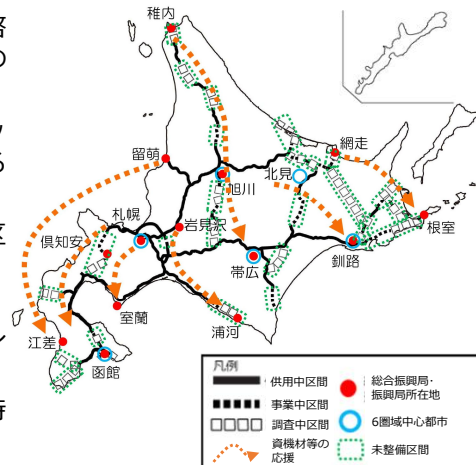 稚内
留萌
旭川
北見
網走
根室
札幌
岩見沢
倶知安
帯広
釧路
室蘭
浦河
江差
函館
凡例
供用中区間
事業中区間
調査中区間
資機材等の
応援
総合振興局・
振興局所在地
6圏域中心都市
未整備区間